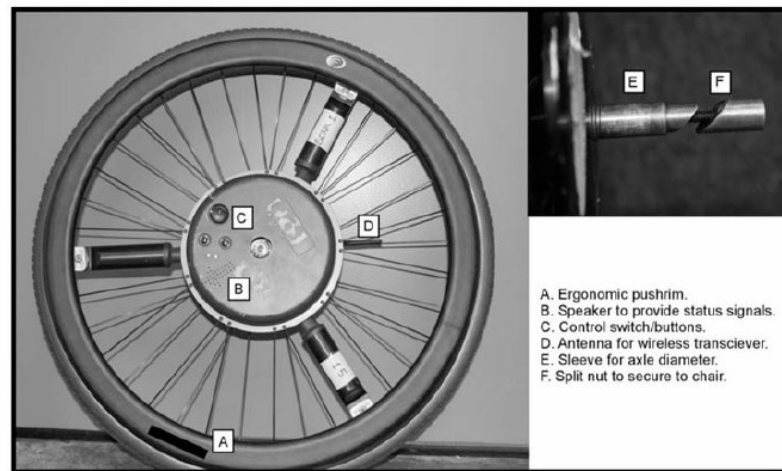 E
F
C
D
B
A
A. Ergonomic pushrim.
B. Speaker to provide status signals.
C. Control switch/buttons.
D. Antenna for wireless transciever.
E. Sleeve for axle diameter.
F. Split nut to secure to chair.